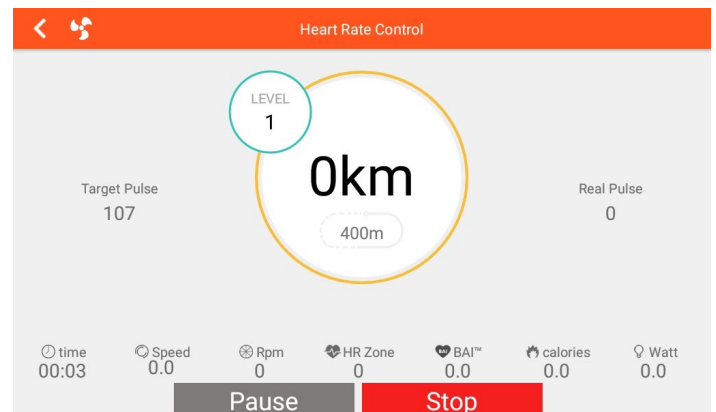 Heart Rate Control
LEVEL
1
0km
400m
Target Pulse
107
Real Pulse
0
time Speed Rpm HR Zone BAI BAI™ calories Watt
00:03 0.0 0 0 0.0 0.0 0.0
Pause Stop